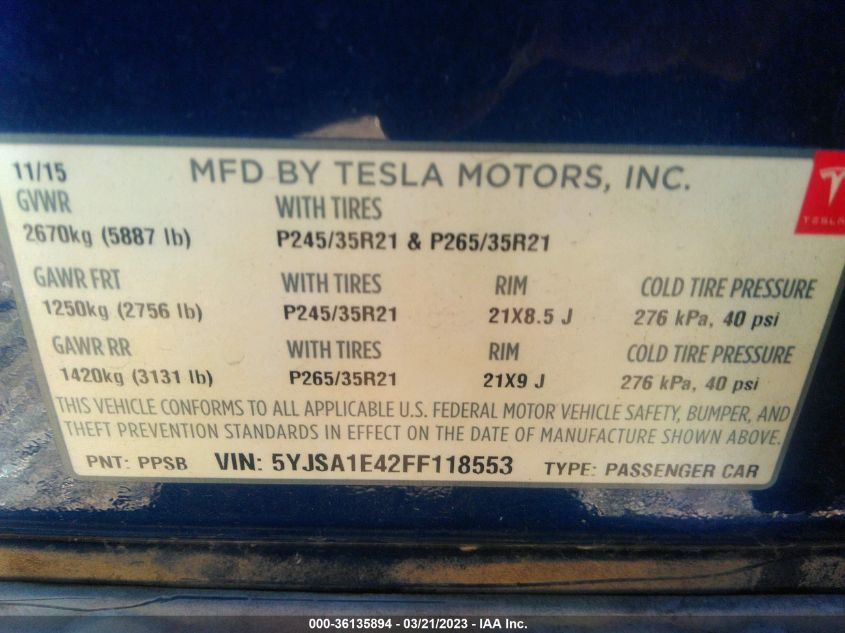 11/15 MFD BY TESLA MOTORS, INC.
TESLA
GVWR WITH TIRES
2670kg (5887 lb) P245/35R21 & P265/35R21
GAWR FRT WITH TIRES RIM COLD TIRE PRESSURE
1250kg (2756 lb) P245/35R21 21X8.5 J 276 kPa, 40 psi
GAWR RR WITH TIRES RIM COLD TIRE PRESSURE
1420kg (3131 lb) P265/35R21 21X9 J 276 kPa, 40 psi
THIS VEHICLE CONFORMS TO ALL APPLICABLE U.S. FEDERAL MOTOR VEHICLE SAFETY, BUMPER, AND
THEFT PREVENTION STANDARDS IN EFFECT ON THE DATE OF MANUFACTURE SHOWN ABOVE.
PNT: PPSB VIN: 5YJSA1E42FF118553 TYPE: PASSENGER CAR
000-36135894 - 03/21/2023 - IAA Inc.